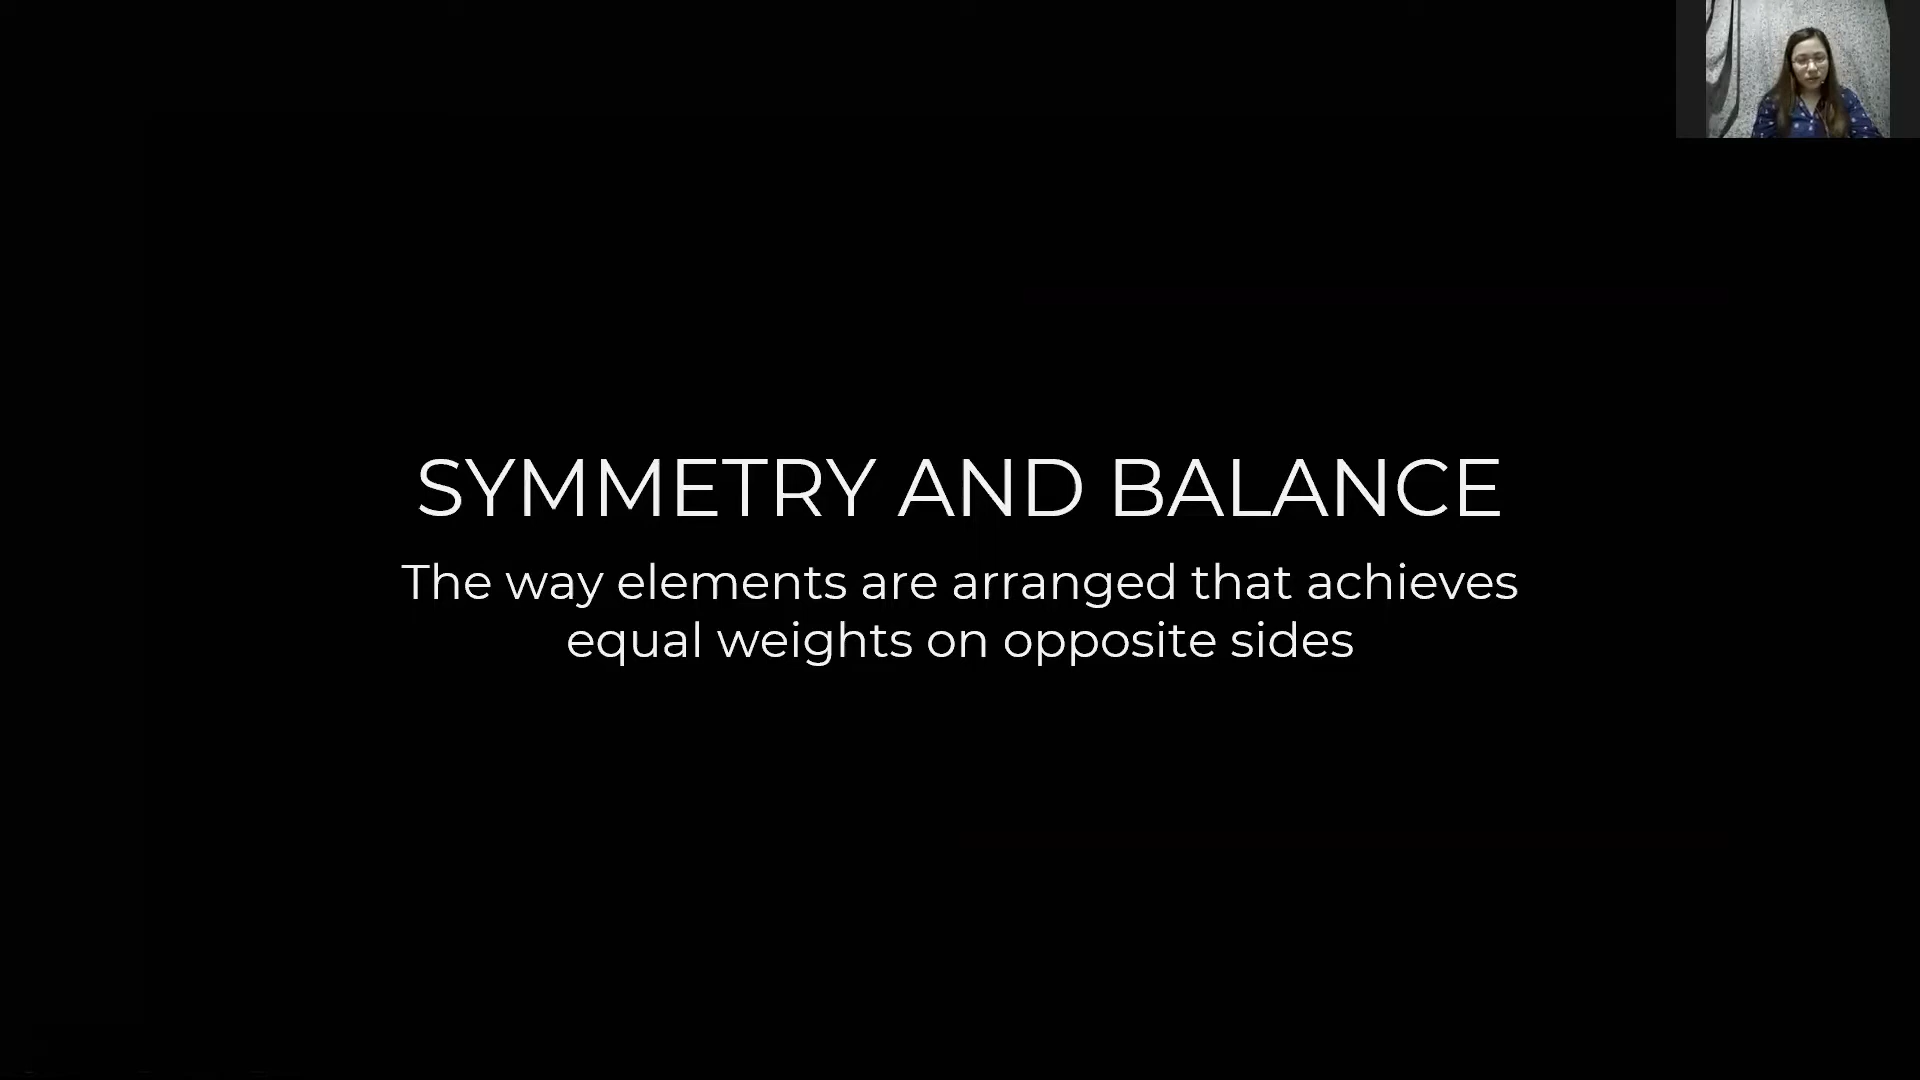 SYMMETRY AND BALANCE
The way elements are arranged that achieves
equal weights on opposite sides